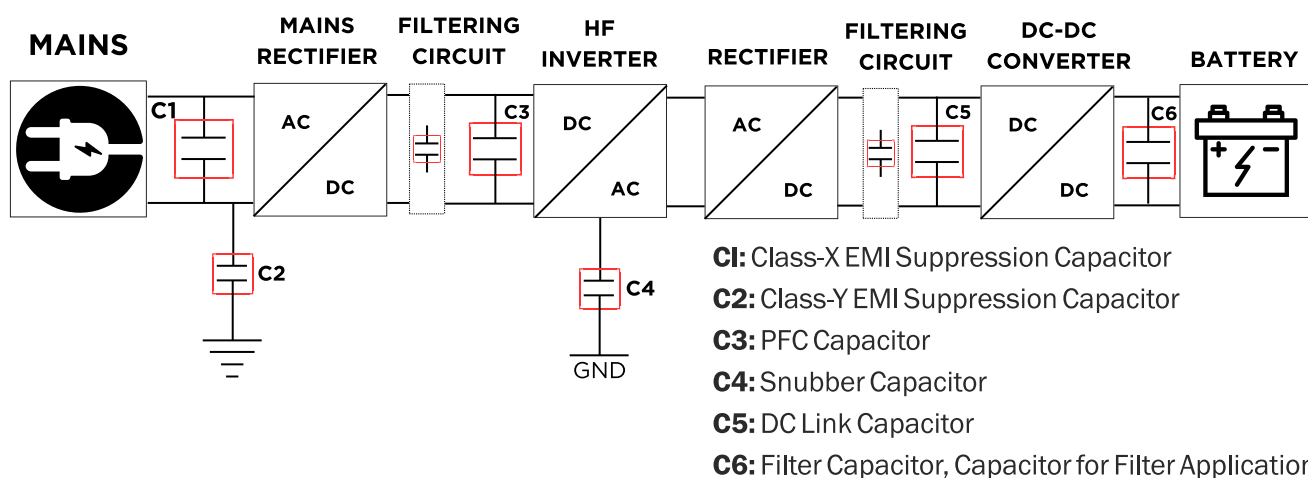 MAINS
MAINS
RECTIFIER
FILTERING
CIRCUIT
HF
INVERTER
RECTIFIER
FILTERING
CIRCUIT
DC-DC
CONVERTER
BATTERY
C1
AC
DC
C3
DC
AC
AC
DC
C5
DC
DC
C6
C2
C4
GND
CI: Class-X EMI Suppression Capacitor
C2: Class-Y EMI Suppression Capacitor
C3: PFC Capacitor
C4: Snubber Capacitor
C5: DC Link Capacitor
C6: Filter Capacitor, Capacitor for Filter Application